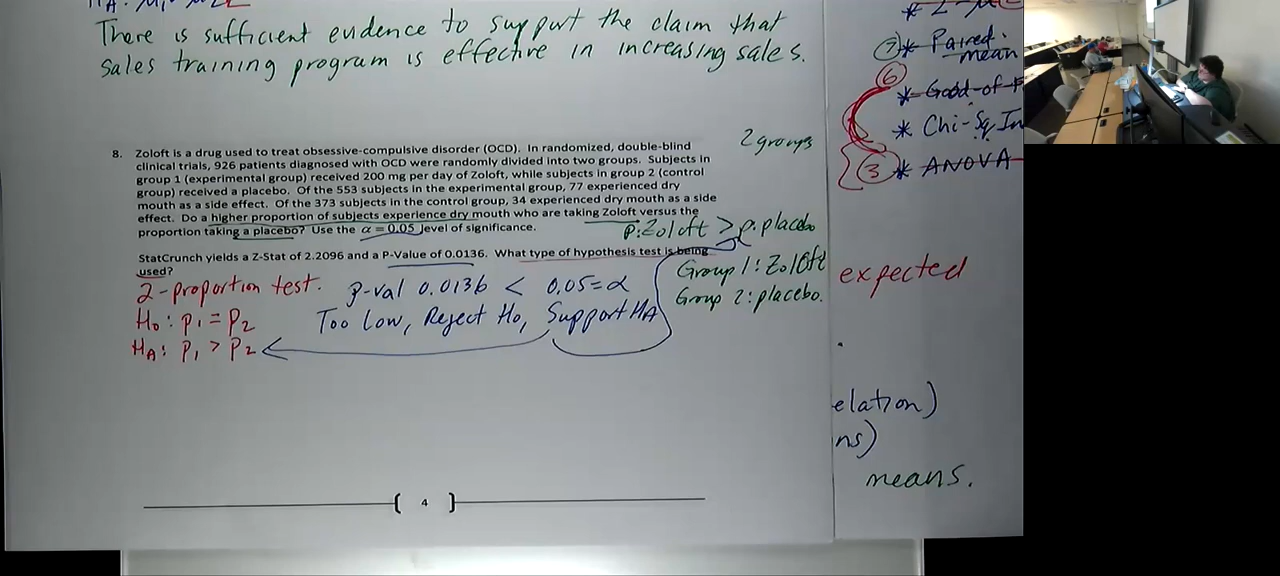 There is sufficient evidence to support the claim that
sales training program is effective in increasing sales.
8. Zoloft is a drug used to treat obsessive-compulsive disorder (OCD). In randomized, double-blind
clinical trials, 926 patients diagnosed with OCD were randomly divided into two groups. Subjects in
group 1 (experimental group) received 200 mg per day of Zoloft, while subjects in group 2 (control
group) received a placebo. Of the 553 subjects in the experimental group, 77 experienced dry
mouth as a side effect. Of the 373 subjects in the control group, 34 experienced dry mouth as a side
effect. Do a higher proportion of subjects experience dry mouth who are taking Zoloft versus the
proportion taking a placebo? Use the α = 0.05 level of significance.
2 groups
p:Zoloft > p:placebo
StatCrunch yields a Z-Stat of 2.2096 and a P-Value of 0.0136. What type of hypothesis test is being
used?
Group 1: Zoloft
Group 2: placebo.
2-proportion test.
p-val 0.0136 < 0.05=α
H0: p1 = p2
Too low, Reject H0, Support HA
HA: p1 > p2
{ 4 }
7 * Paired
mean
6
* Good-of-F
* Chi-Sq In
3 * ANOVA
expected
elation)
ns)
means.